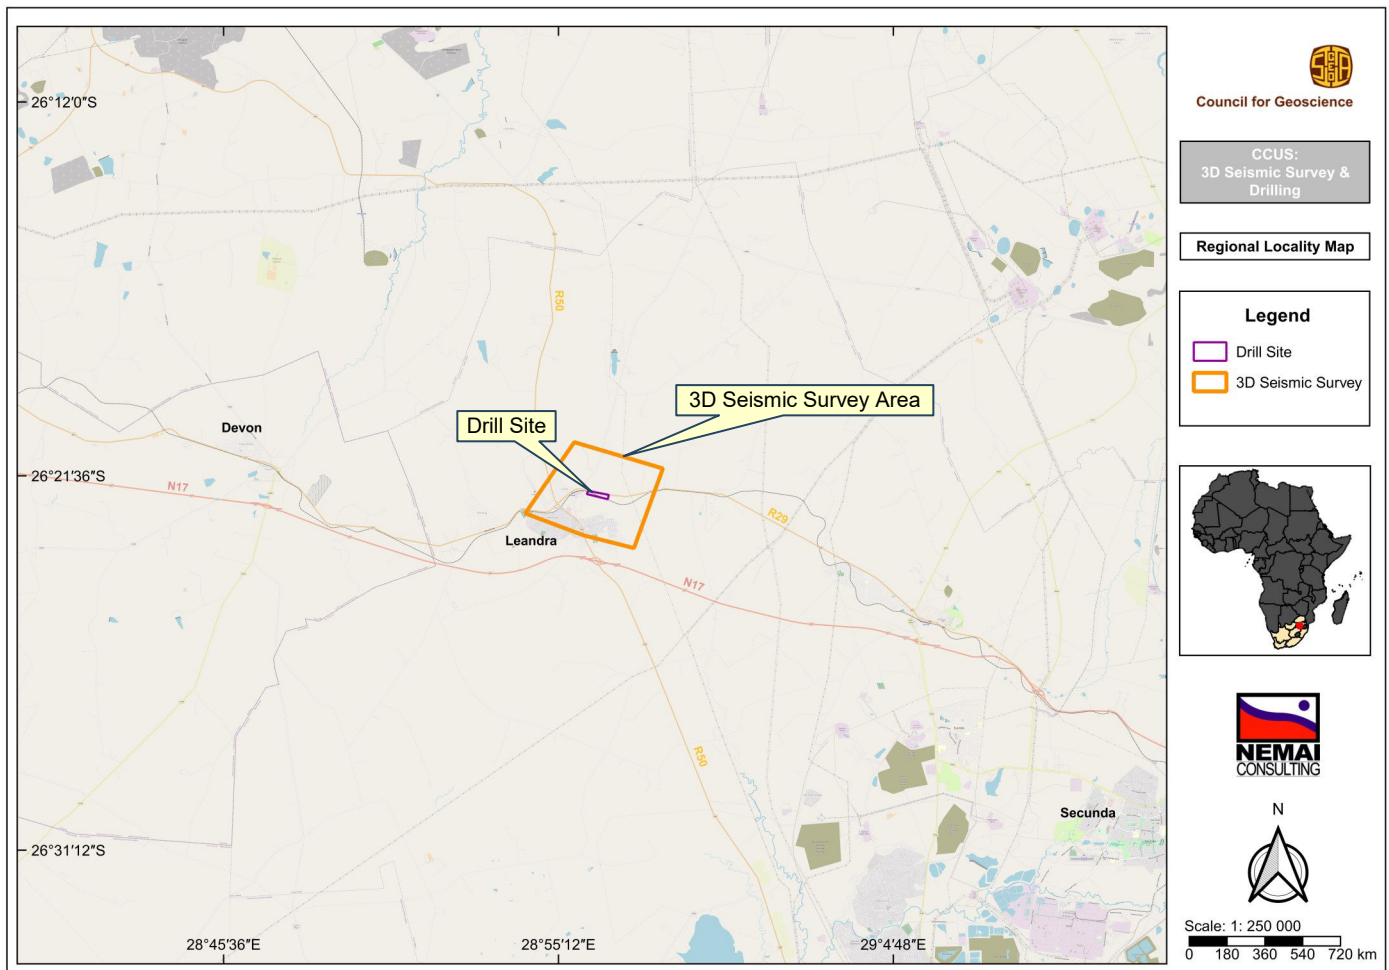 26°12'0"S
26°21'36"S
26°31'12"S
28°45'36"E
28°55'12"E
29°4'48"E
R50
3D Seismic Survey Area
Drill Site
Devon
N17
R29
Leandra
N17
R50
Secunda
Council for Geoscience
CCUS:
3D Seismic Survey &
Drilling
Regional Locality Map
Legend
Drill Site
3D Seismic Survey
NEMAI
CONSULTING
N
Scale: 1: 250 000
0 180 360 540 720 km